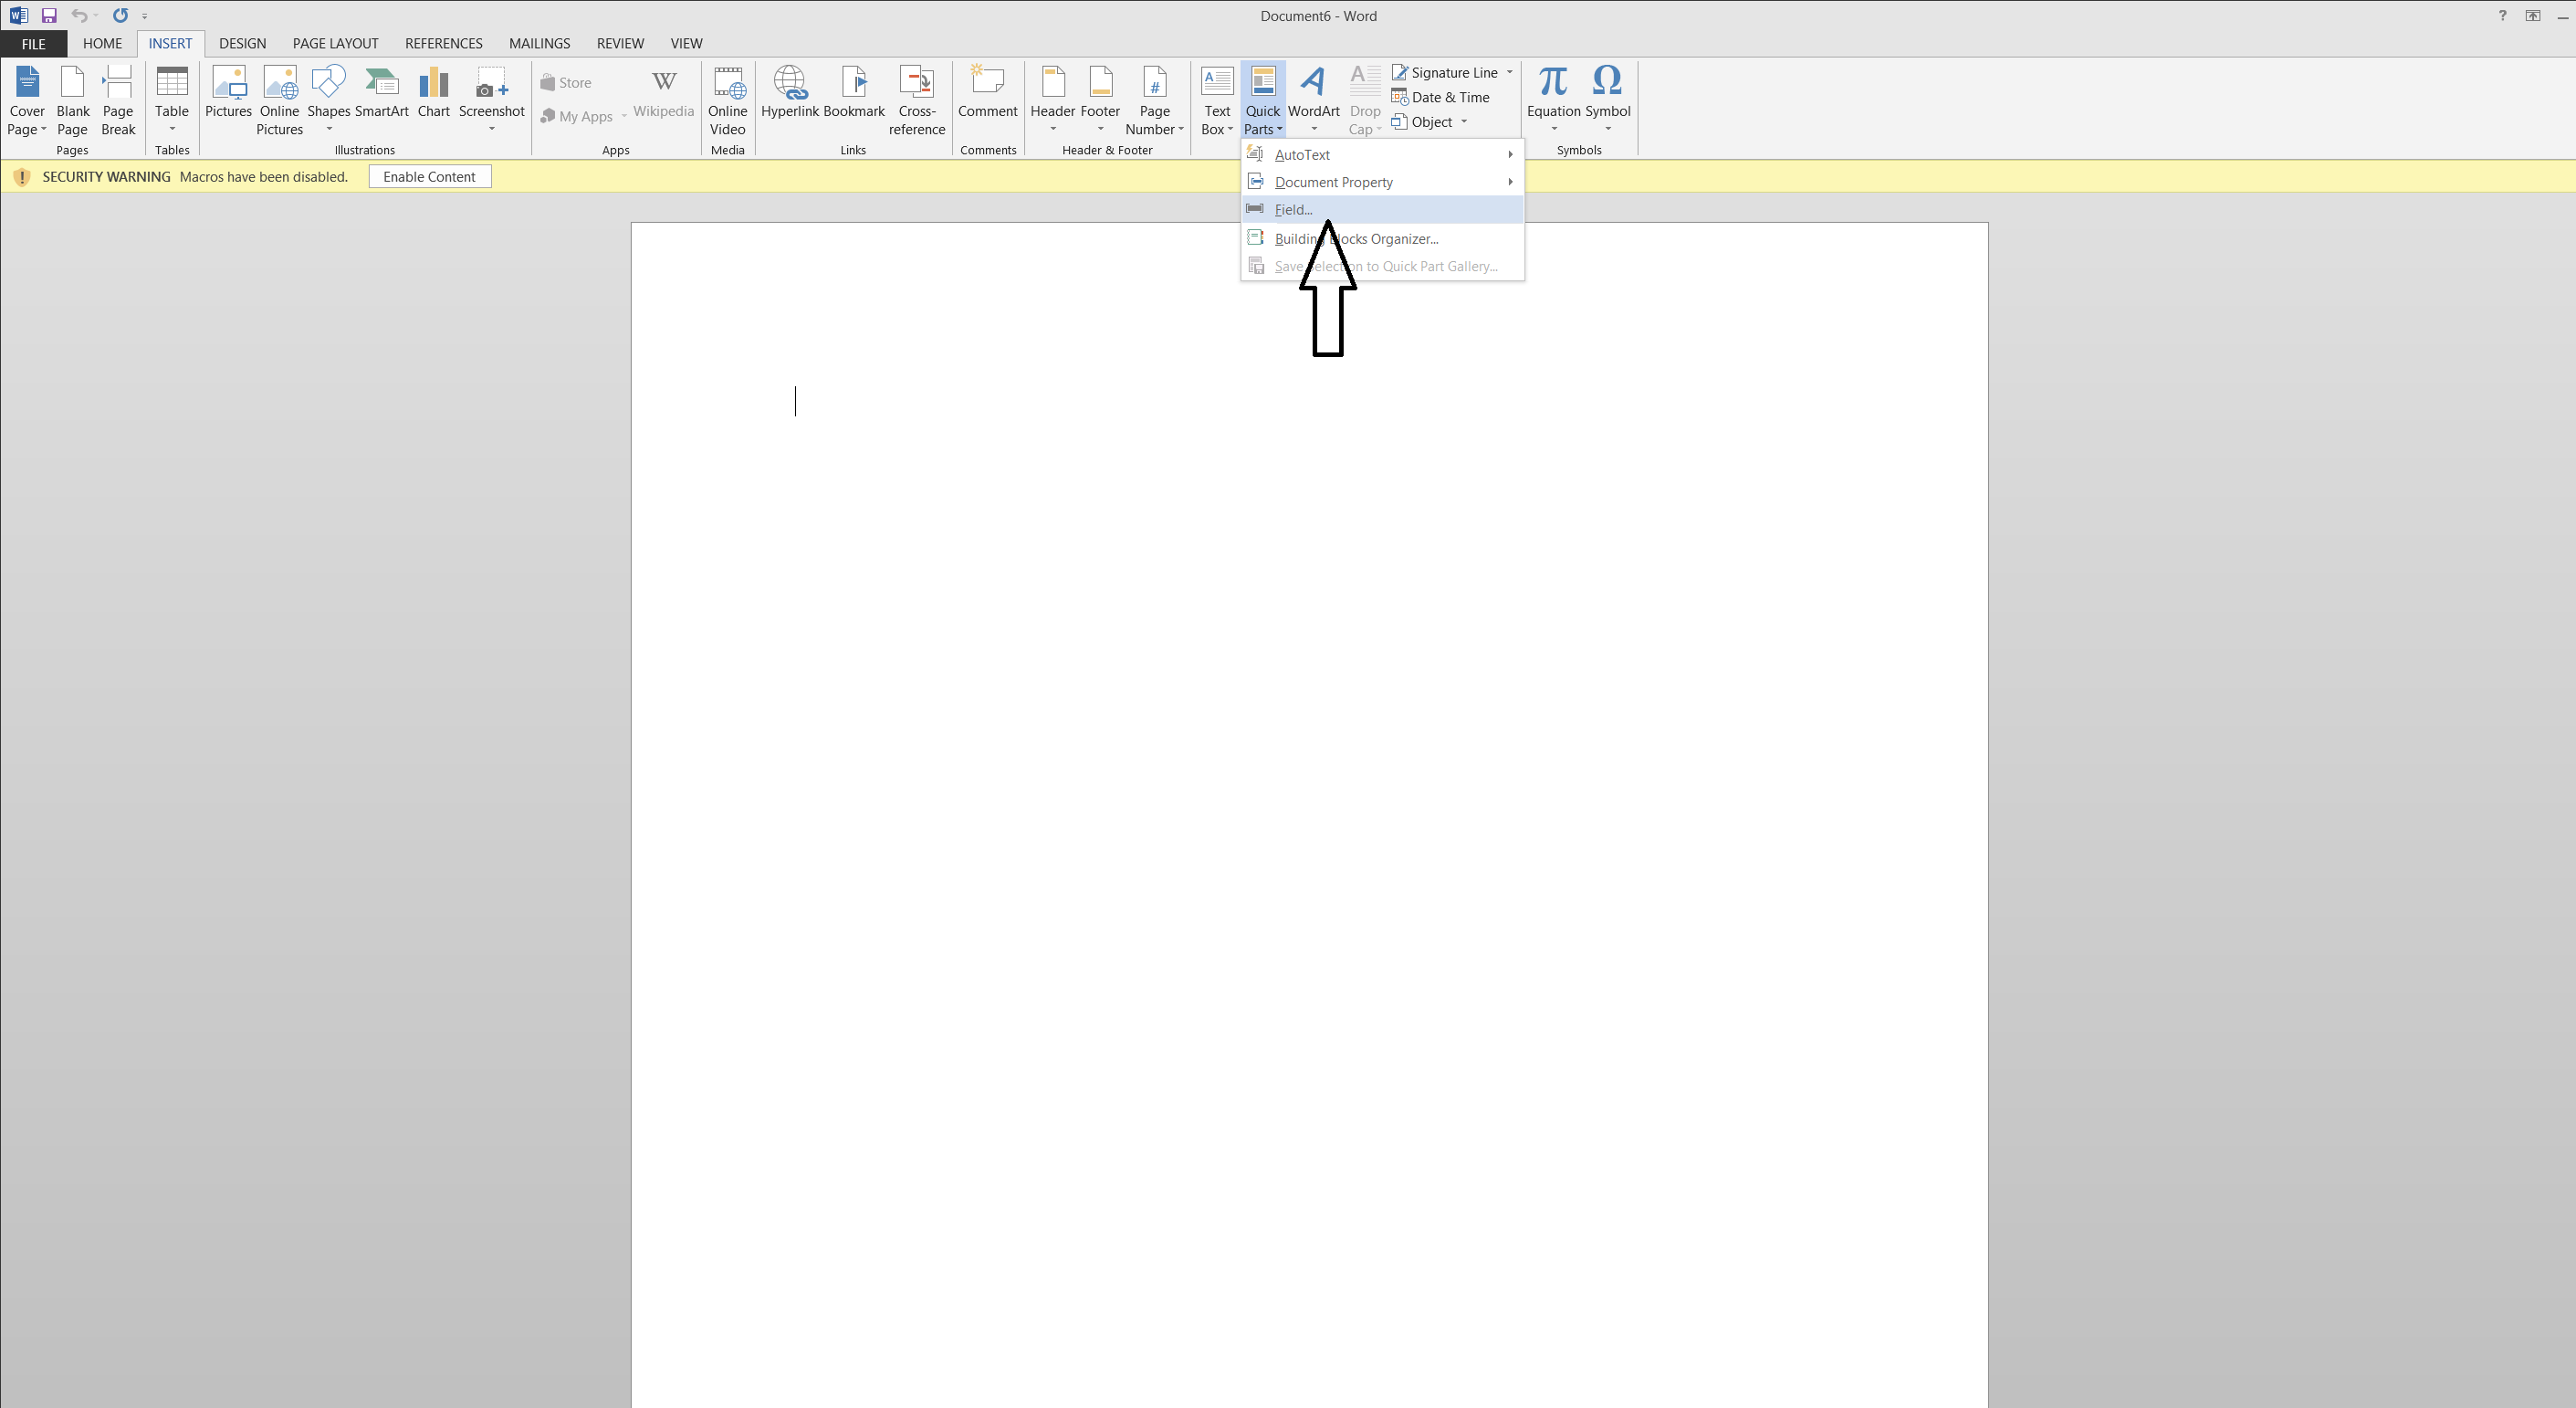 Document6 - Word
?
FILE HOME INSERT DESIGN PAGE LAYOUT REFERENCES MAILINGS REVIEW VIEW
Cover Page
Blank Page
Page Break
Pages
Table
Tables
Pictures
Online Pictures
Shapes
SmartArt
Chart
Screenshot
Illustrations
Store
My Apps
W
Wikipedia
Apps
Online Video
Media
Hyperlink
Bookmark
Cross-reference
Links
Comment
Comments
Header
Footer
#
Page Number
Header & Footer
A
Text Box
Quick Parts
A
WordArt
A
Drop Cap
Signature Line
Date & Time
Object
π
Equation
Ω
Symbol
Symbols
SECURITY WARNING Macros have been disabled. Enable Content
AutoText
Document Property
Field...
Building locks Organizer...
Save to Quick Part Gallery...